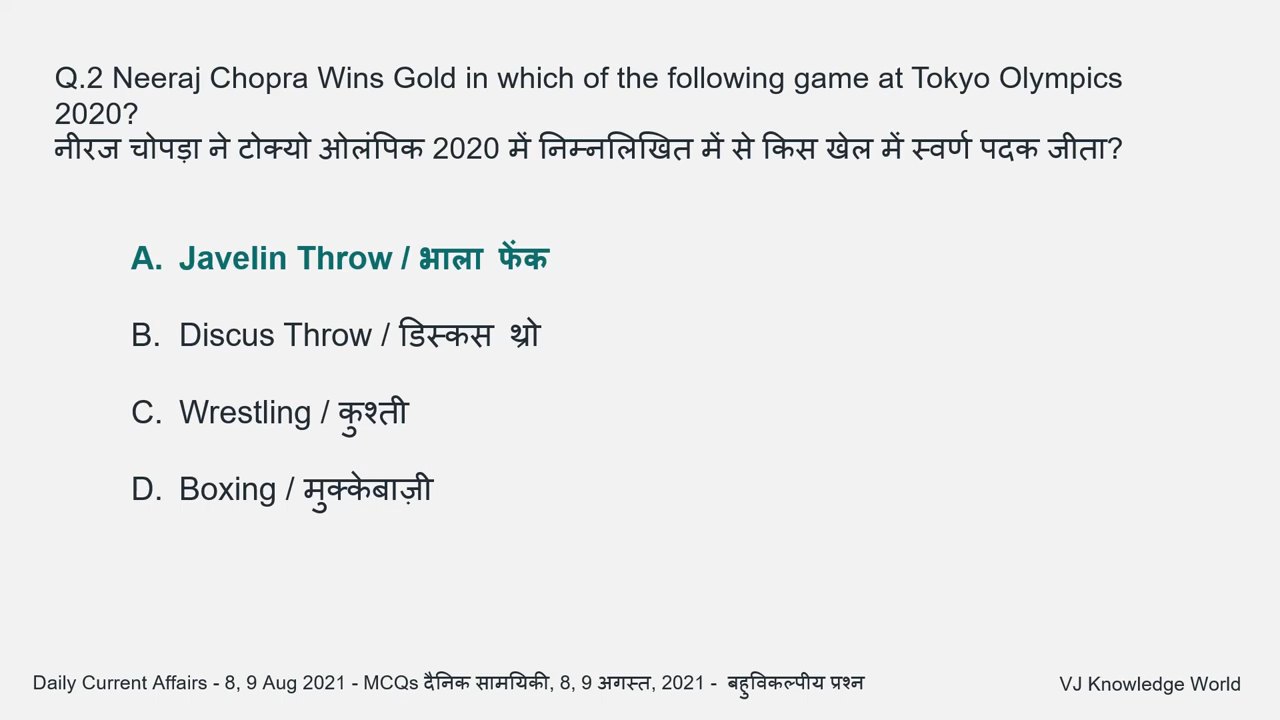 Q.2 Neeraj Chopra Wins Gold in which of the following game at Tokyo Olympics
2020?
नीरज चोपड़ा ने टोक्यो ओलंपिक 2020 में निम्नलिखित में से किस खेल में स्वर्ण पदक जीता?
A. Javelin Throw / भाला फेंक
B. Discus Throw / डिस्कस थ्रो
C. Wrestling / कुश्ती
D. Boxing / मुक्केबाज़ी
Daily Current Affairs - 8, 9 Aug 2021 - MCQs दैनिक सामयिकी, 8, 9 अगस्त, 2021 - बहुविकल्पीय प्रश्न
VJ Knowledge World